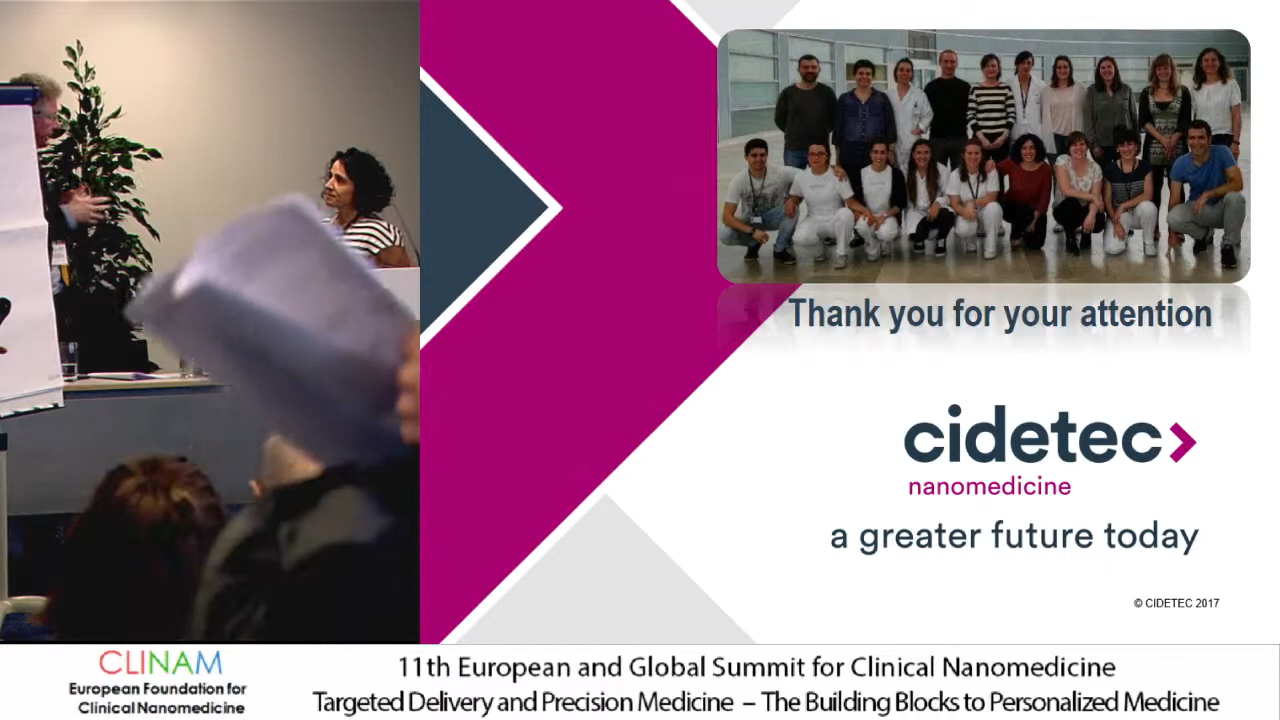 Thank you for your attention
cidetec
nanomedicine
a greater future today
© CIDETEC 2017
CLINAM
European Foundation for
Clinical Nanomedicine
11th European and Global Summit for Clinical Nanomedicine
Targeted Delivery and Precision Medicine – The Building Blocks to Personalized Medicine